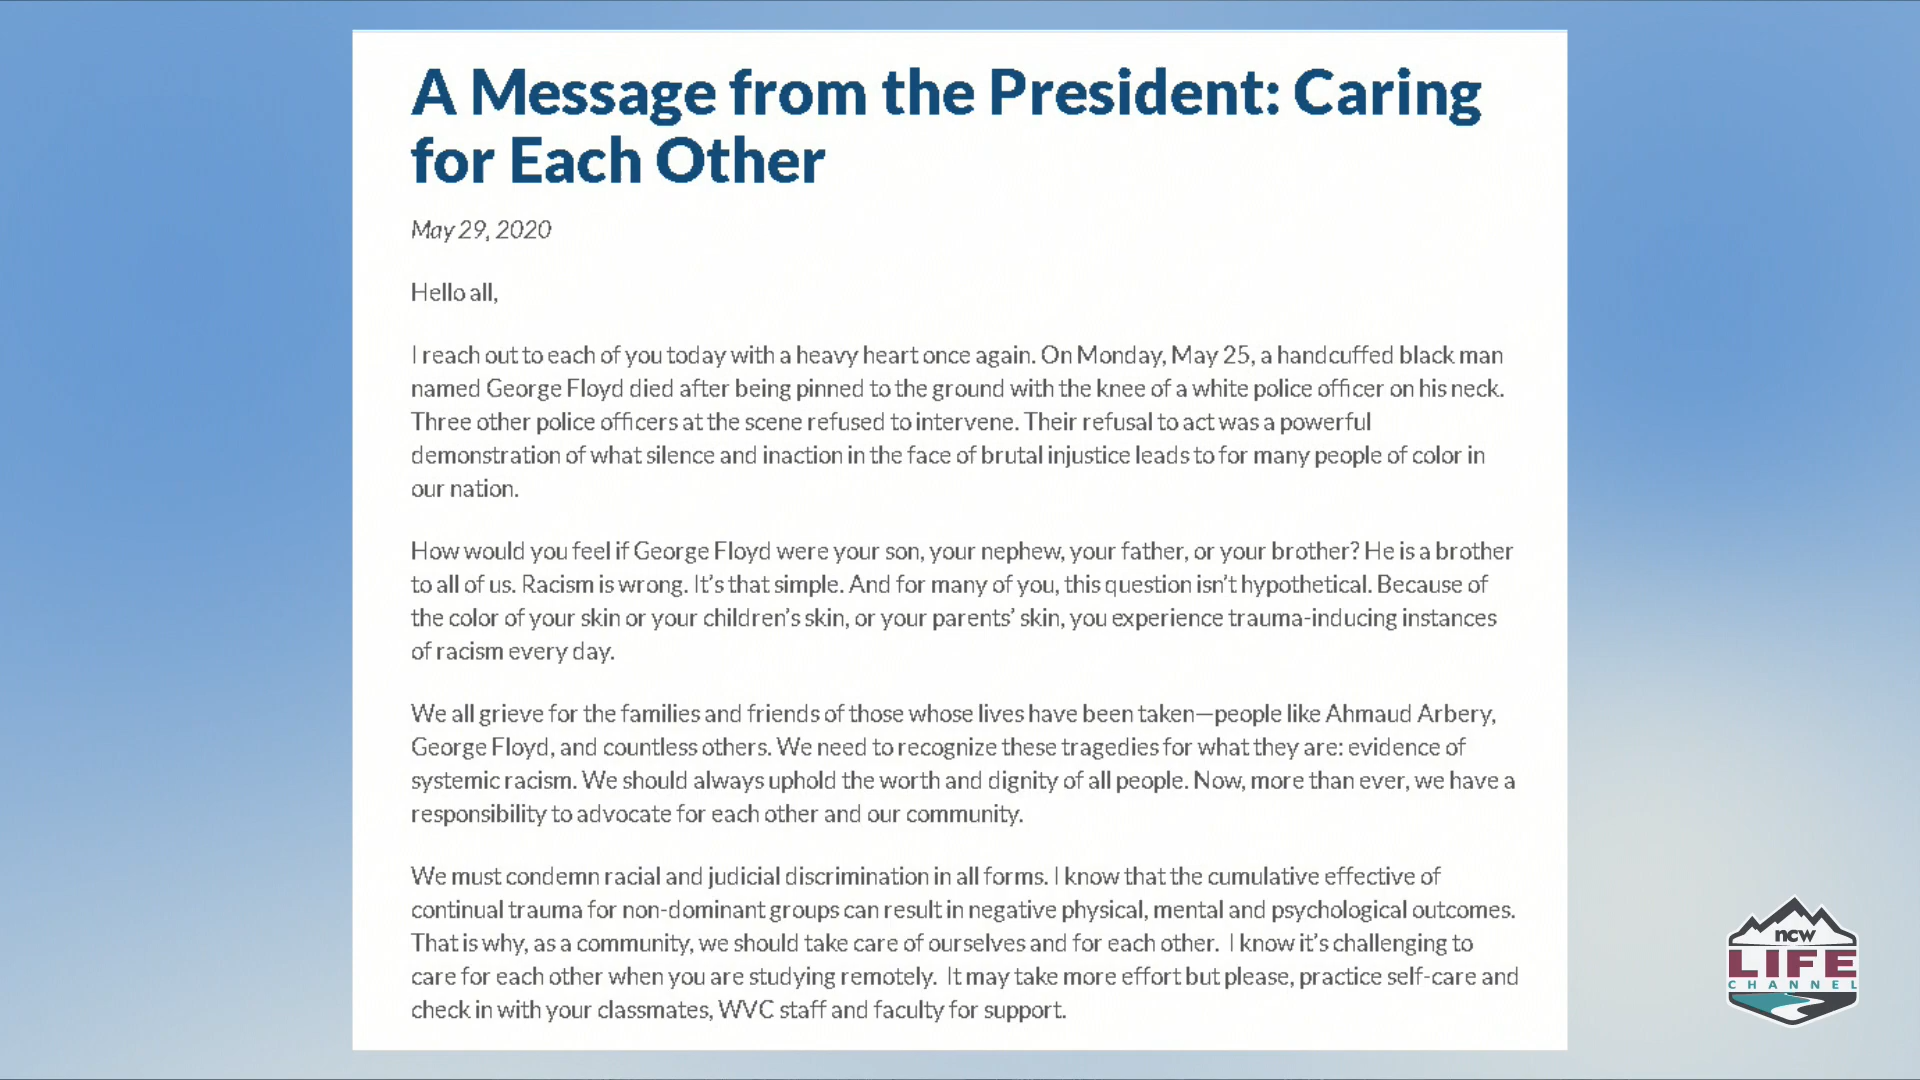 A Message from the President: Caring
for Each Other
May 29, 2020
Hello all,
I reach out to each of you today with a heavy heart once again. On Monday, May 25, a handcuffed black man
named George Floyd died after being pinned to the ground with the knee of a white police officer on his neck.
Three other police officers at the scene refused to intervene. Their refusal to act was a powerful
demonstration of what silence and inaction in the face of brutal injustice leads to for many people of color in
our nation.
How would you feel if George Floyd were your son, your nephew, your father, or your brother? He is a brother
to all of us. Racism is wrong. It’s that simple. And for many of you, this question isn’t hypothetical. Because of
the color of your skin or your children’s skin, or your parents’ skin, you experience trauma-inducing instances
of racism every day.
We all grieve for the families and friends of those whose lives have been taken—people like Ahmaud Arbery,
George Floyd, and countless others. We need to recognize these tragedies for what they are: evidence of
systemic racism. We should always uphold the worth and dignity of all people. Now, more than ever, we have a
responsibility to advocate for each other and our community.
We must condemn racial and judicial discrimination in all forms. I know that the cumulative effective of
continual trauma for non-dominant groups can result in negative physical, mental and psychological outcomes.
That is why, as a community, we should take care of ourselves and for each other. I know it’s challenging to
care for each other when you are studying remotely. It may take more effort but please, practice self-care and
check in with your classmates, WVC staff and faculty for support.
ncw
LIFE
CHANNEL